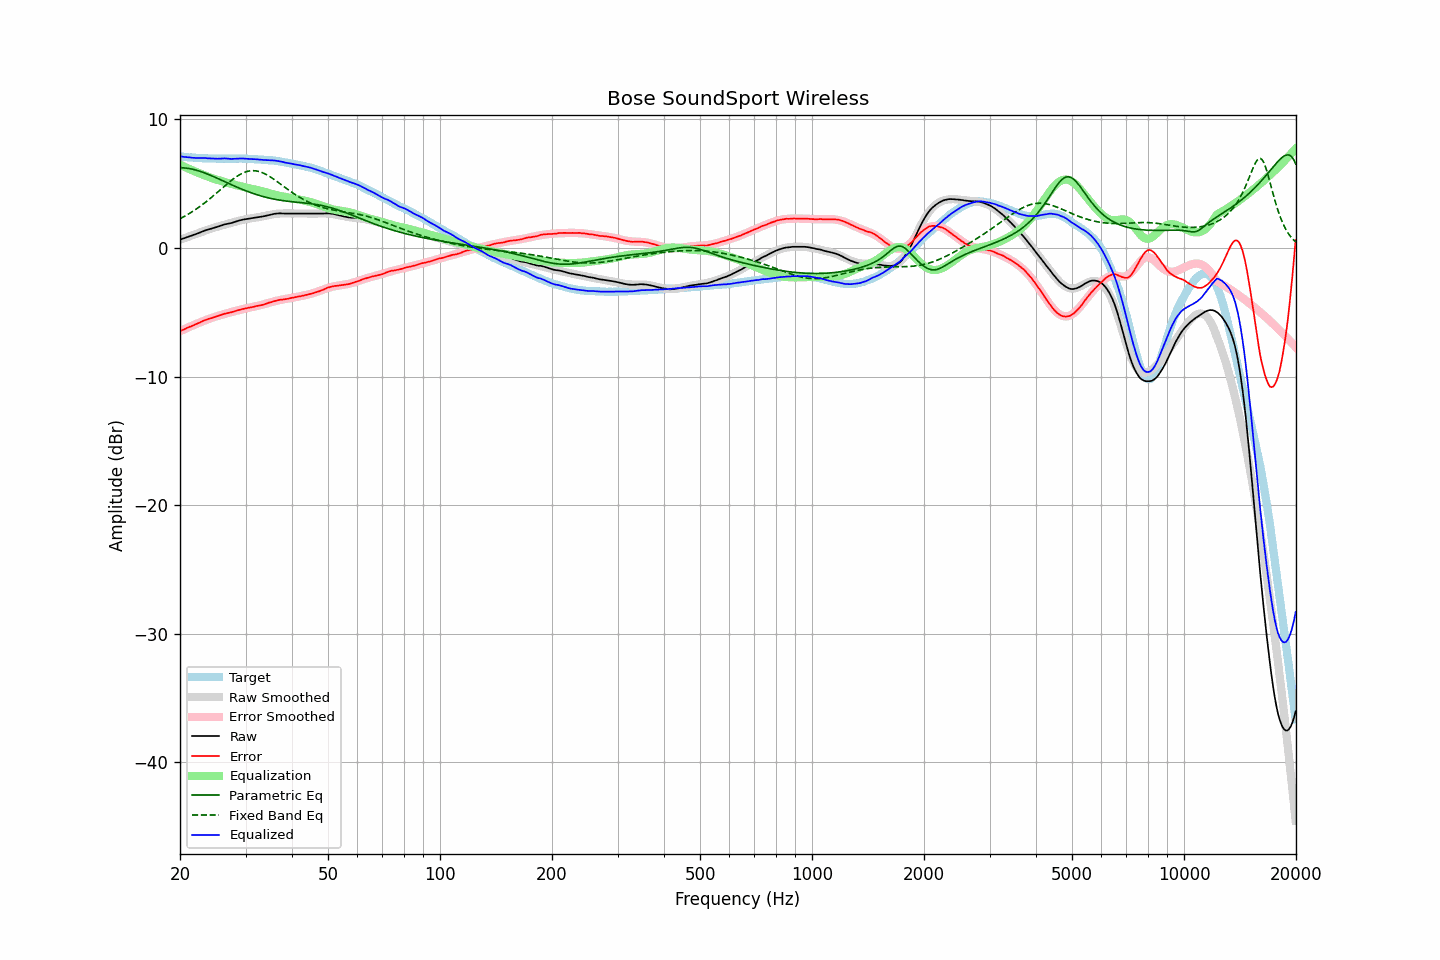 Bose SoundSport Wireless
Amplitude (dBr)
10
0
−10
−20
−30
−40
Target
Raw Smoothed
Error Smoothed
Raw
Error
Equalization
Parametric Eq
Fixed Band Eq
Equalized
20 50 100 200 500 1000 2000 5000 10000 20000
Frequency (Hz)